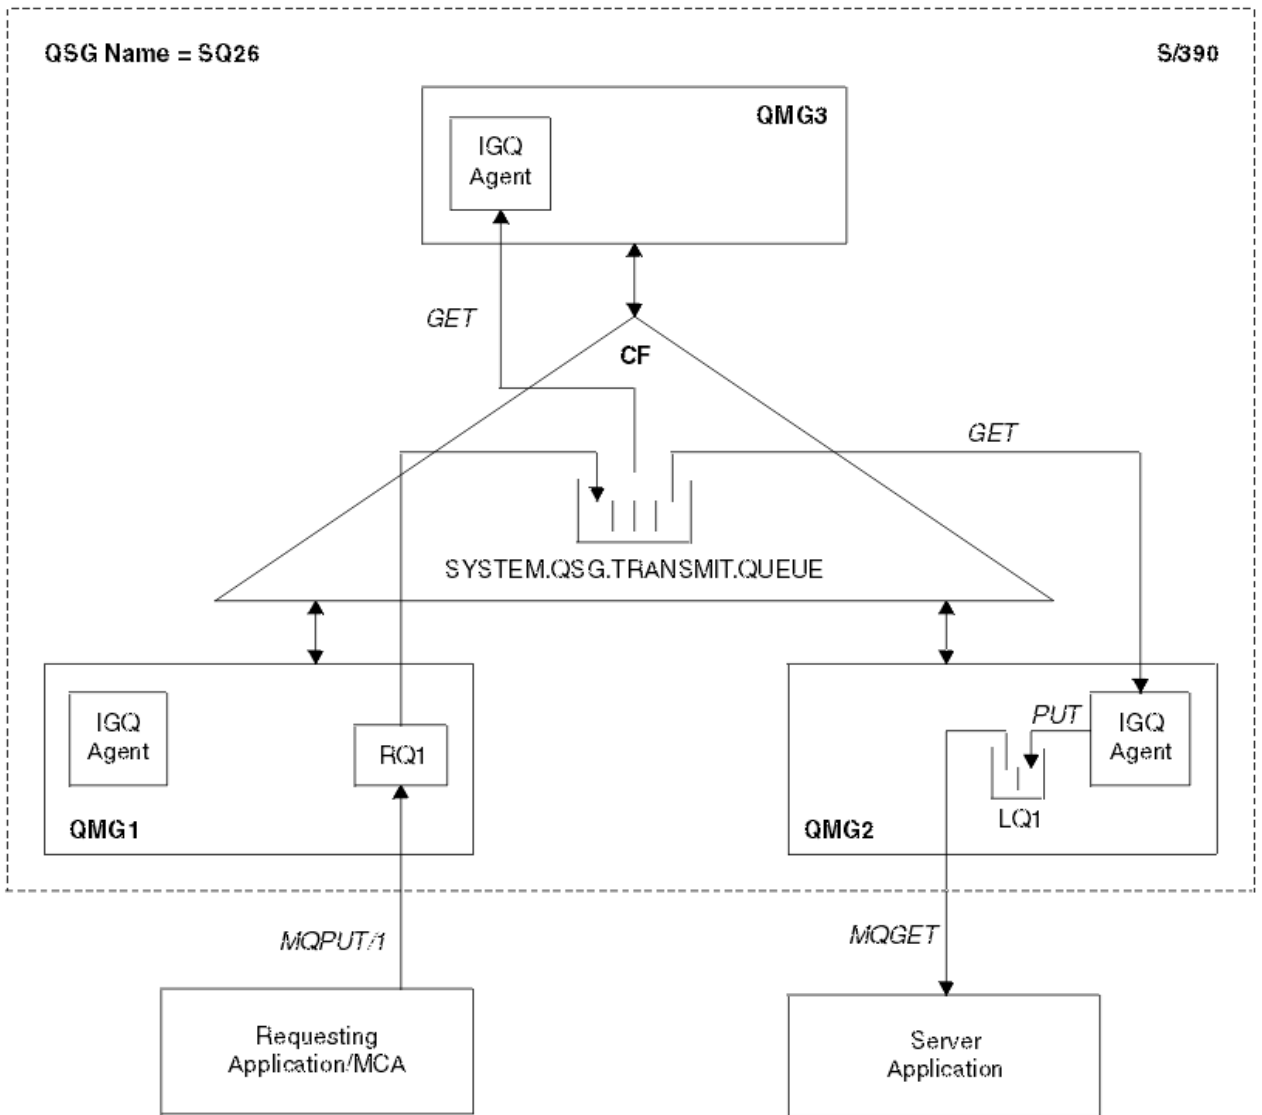 QSG Name = SQ26
S/390
QMG3
IGQ
Agent
GET
CF
GET
SYSTEM.QSG.TRANSMIT.QUEUE
IGQ
Agent
RQ1
QMG1
PUT
IGQ
Agent
LQ1
QMG2
MQPUT/1
MQGET
Requesting
Application/MCA
Server
Application